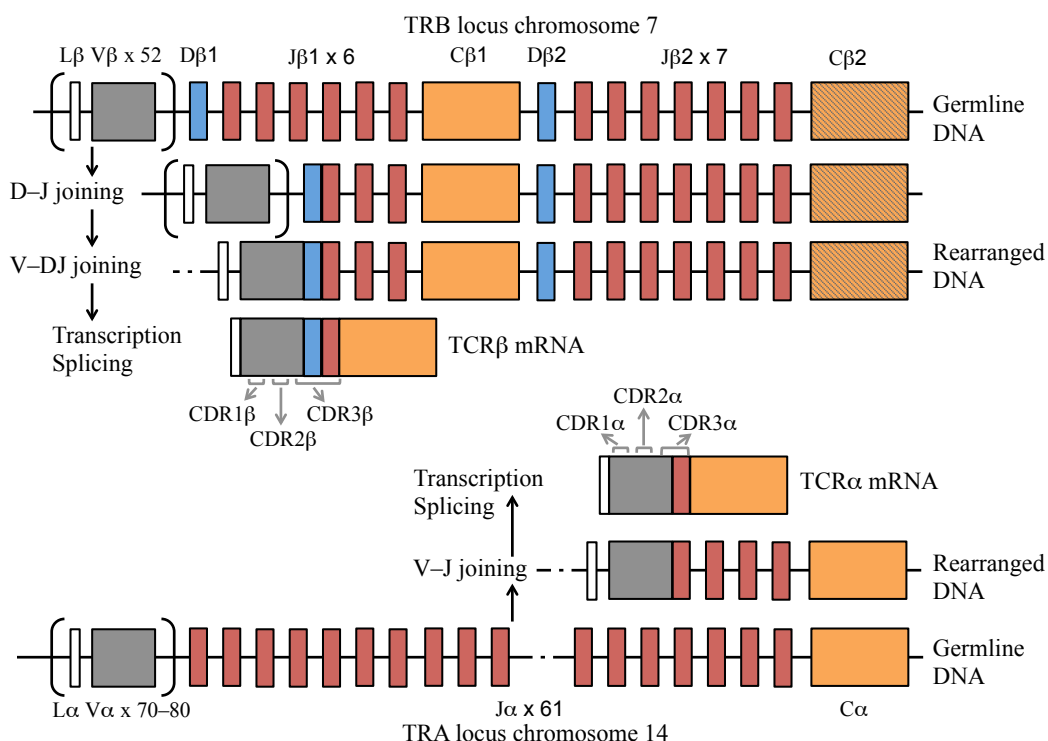 TRB locus chromosome 7
Lβ Vβ x 52 Dβ1 Jβ1 x 6 Cβ1 Dβ2 Jβ2 x 7 Cβ2
Germline
DNA
D–J joining
V–DJ joining
Rearranged
DNA
Transcription
Splicing
TCRβ mRNA
CDR1β
CDR2β
CDR3β
CDR2α
CDR1α
CDR3α
TCRα mRNA
Transcription
Splicing
V–J joining
Rearranged
DNA
Germline
DNA
Lα Vα x 70–80 Jα x 61 Cα
TRA locus chromosome 14